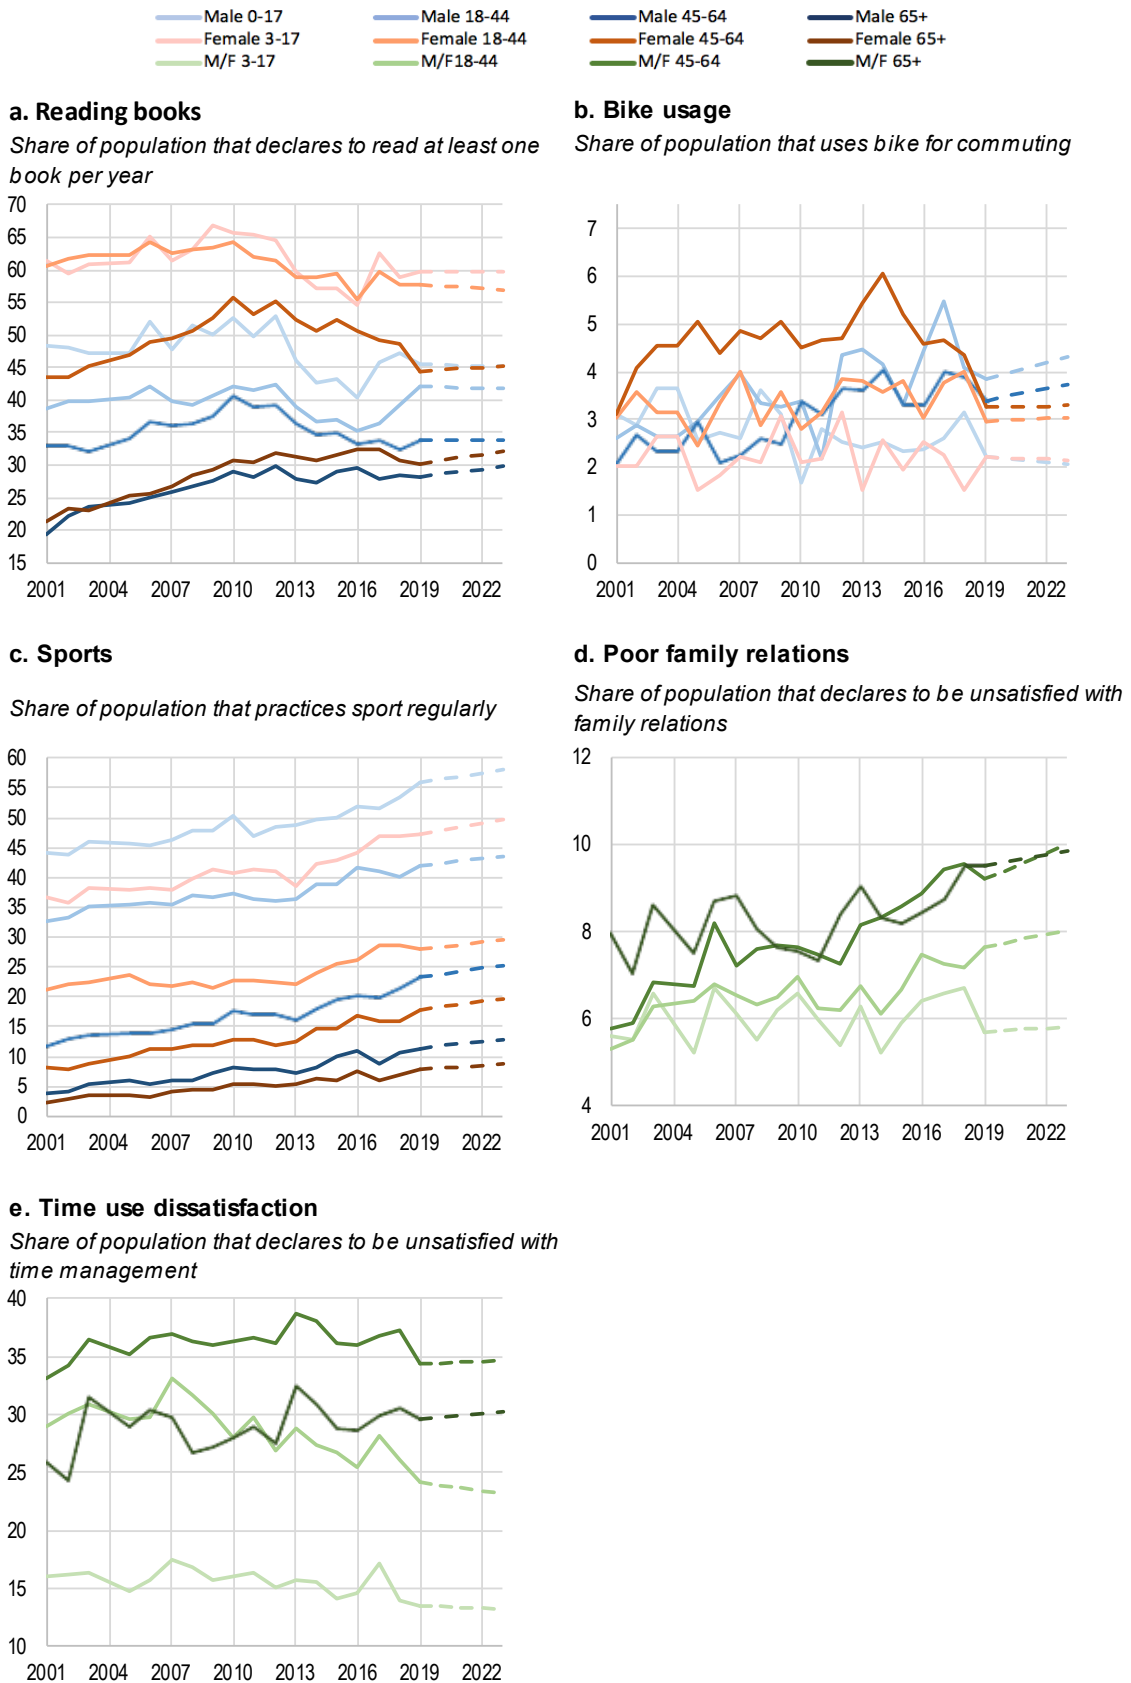 Male 0-17 Male 18-44 Male 45-64 Male 65+
Female 3-17 Female 18-44 Female 45-64 Female 65+
M/F 3-17 M/F18-44 M/F 45-64 M/F 65+
a. Reading books
Share of population that declares to read at least one
book per year
70
65
60
55
50
45
40
35
30
25
20
15
2001 2004 2007 2010 2013 2016 2019 2022
b. Bike usage
Share of population that uses bike for commuting
7
6
5
4
3
2
1
0
2001 2004 2007 2010 2013 2016 2019 2022
c. Sports
Share of population that practices sport regularly
60
55
50
45
40
35
30
25
20
15
10
5
0
2001 2004 2007 2010 2013 2016 2019 2022
d. Poor family relations
Share of population that declares to be unsatisfied with
family relations
12
10
8
6
4
2001 2004 2007 2010 2013 2016 2019 2022
e. Time use dissatisfaction
Share of population that declares to be unsatisfied with
time management
40
35
30
25
20
15
10
2001 2004 2007 2010 2013 2016 2019 2022